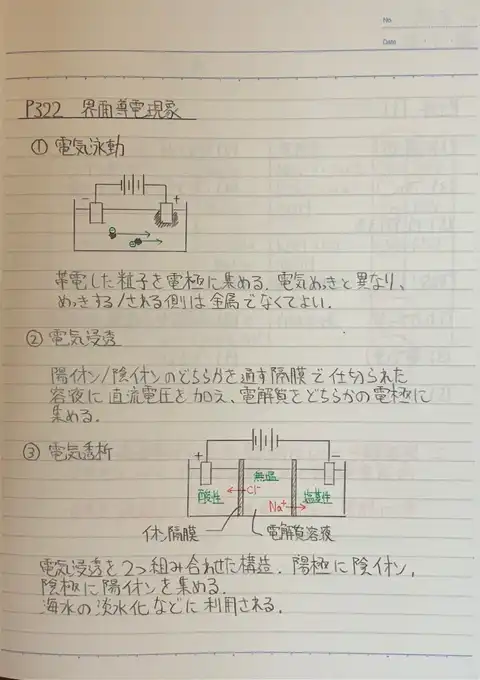 No.
Date
P322 界面導電現象
① 電気泳動
− +
帯電した粒子を電極に集める. 電気めっきと異なり、
めっきする/される側は金属でなくてよい.
② 電気浸透
陽イオン/陰イオンのどちらかを通す隔膜で仕切られた
溶液に直流電圧を加え、電解質をどちらかの電極に
集める.
③ 電気透析
+ −
酸性 無塩 塩基性
Cl⁻
Na⁺
イオン隔膜 電解質溶液
電気浸透を2つ組み合わせた構造. 陽極に陰イオン,
陰極に陽イオンを集める.
海水の淡水化などに利用される.